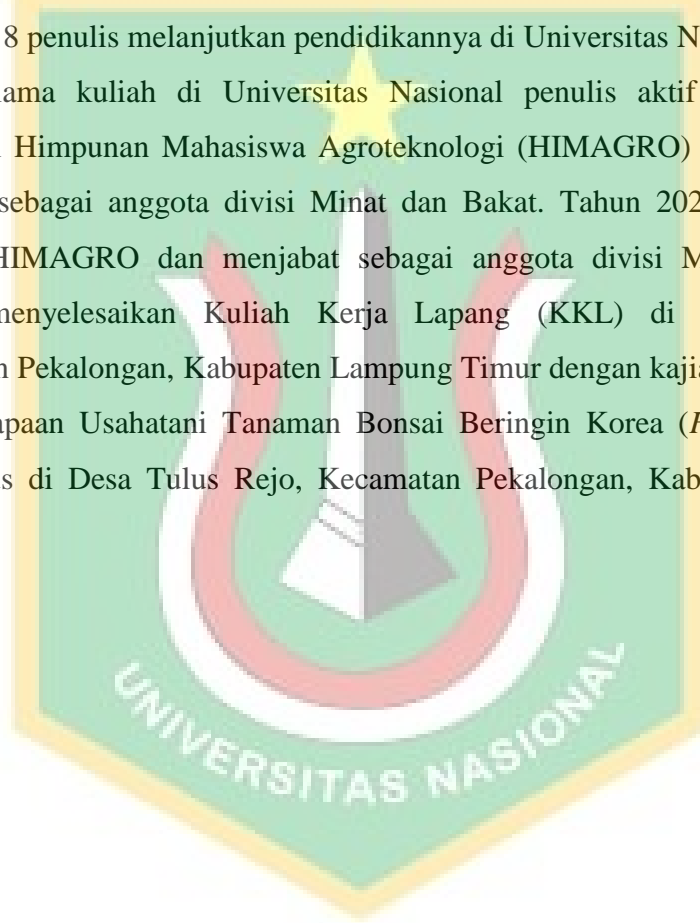 8 penulis melanjutkan pendidikannya di Universitas N
ama kuliah di Universitas Nasional penulis aktif
Himpunan Mahasiswa Agroteknologi (HIMAGRO)
sebagai anggota divisi Minat dan Bakat. Tahun 202
HIMAGRO dan menjabat sebagai anggota divisi M
menyelesaikan Kuliah Kerja Lapang (KKL) di
n Pekalongan, Kabupaten Lampung Timur dengan kajia
apaan Usahatani Tanaman Bonsai Beringin Korea (F
s di Desa Tulus Rejo, Kecamatan Pekalongan, Kab
UNIVERSITAS NASIONAL